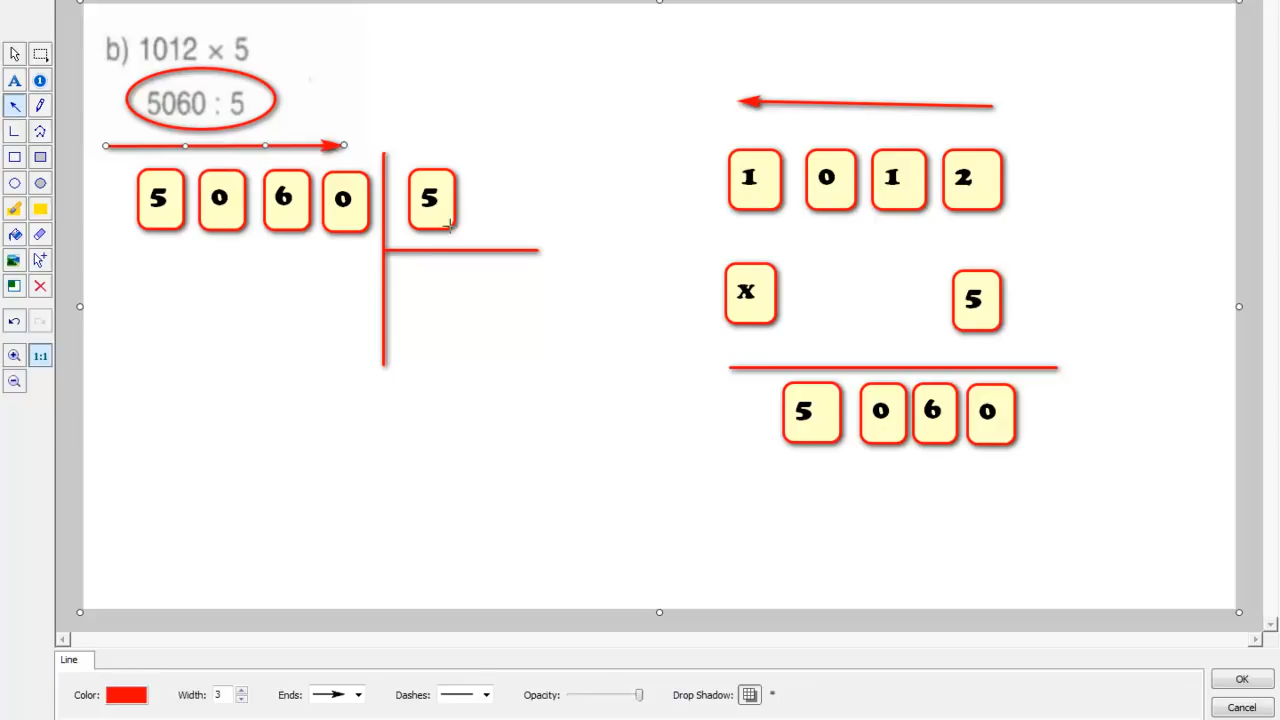 b) 1012 × 5
5060 : 5
5 0 6 0 5
1 0 1 2
x 5
5 0 6 0
A
1
1:1
Line
Color:
Width: 3
Ends:
Dashes:
Opacity:
Drop Shadow: *
OK
Cancel